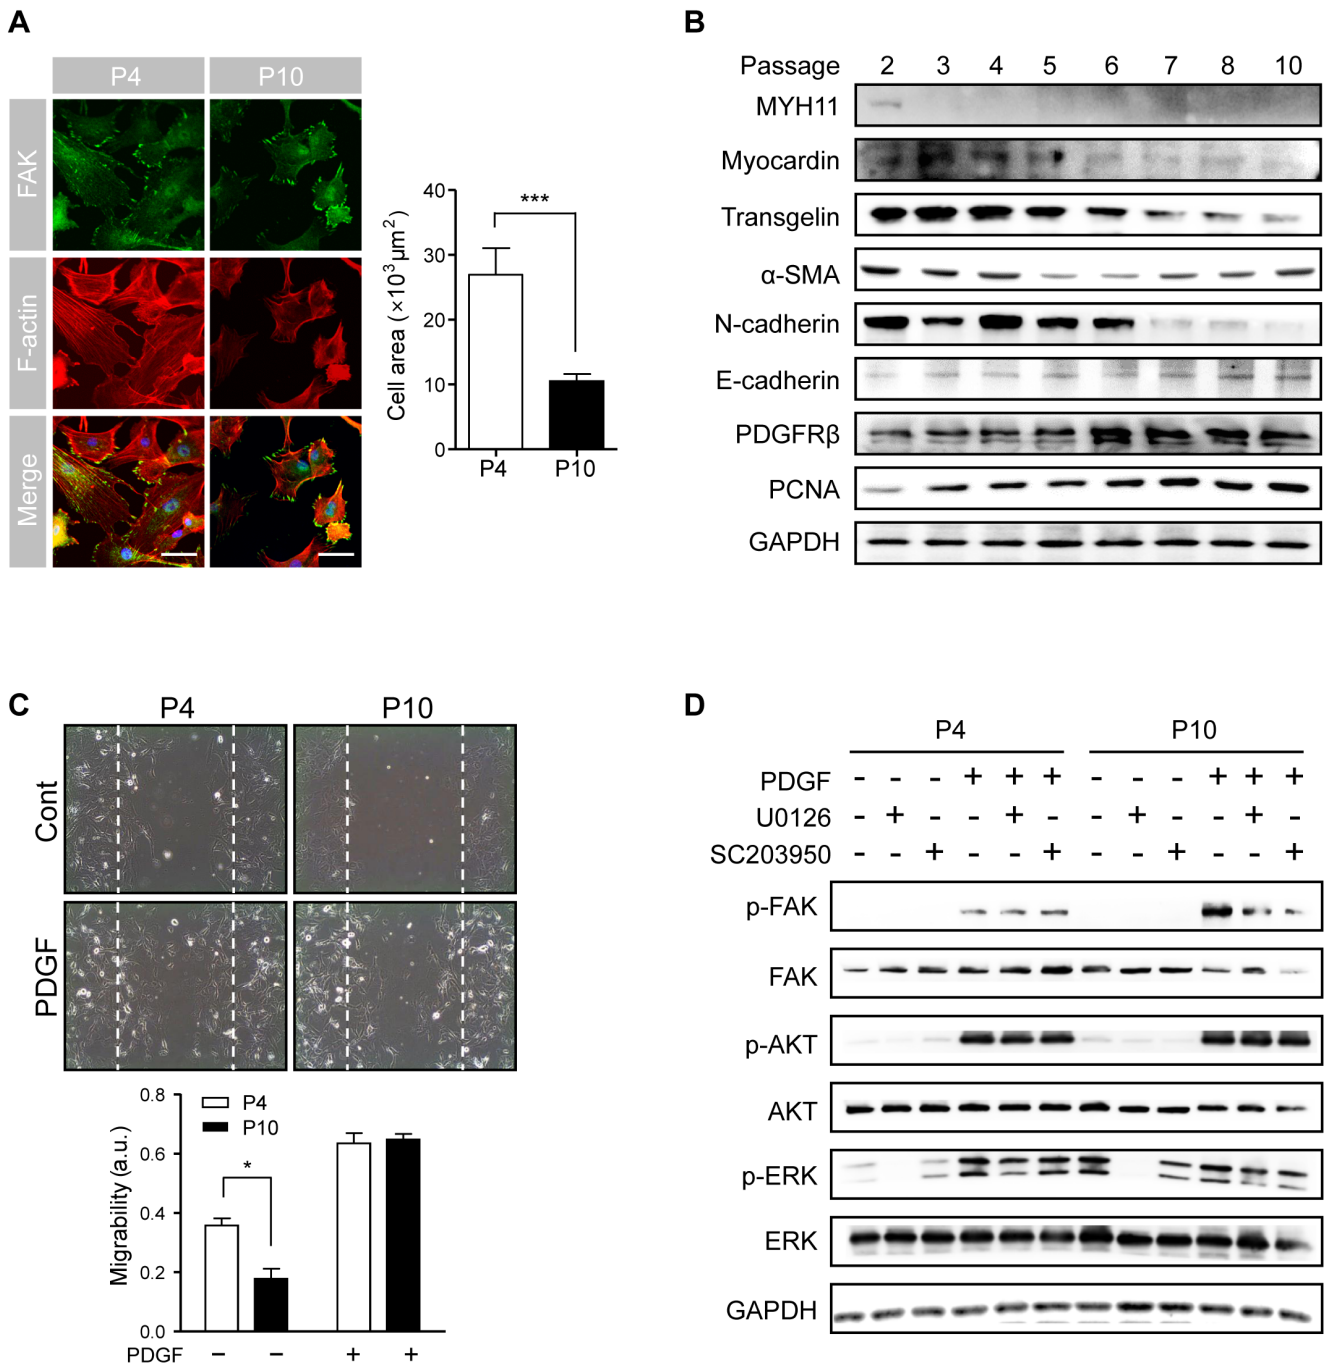 A
P4 P10
FAK
F-actin
Merge
Cell area (×10³ µm²)
40
30
20
10
0
***
P4 P10
B
Passage 2 3 4 5 6 7 8 10
MYH11
Myocardin
Transgelin
α-SMA
N-cadherin
E-cadherin
PDGFRβ
PCNA
GAPDH
C
P4 P10
Cont
PDGF
Migrability (a.u.)
0.8
0.6
0.4
0.2
0.0
P4
P10
*
PDGF − − + +
D
P4 P10
PDGF - - - + + + - - - + + +
U0126 - + - - + - - + - - + -
SC203950 - - + - - + - - + - - +
p-FAK
FAK
p-AKT
AKT
p-ERK
ERK
GAPDH